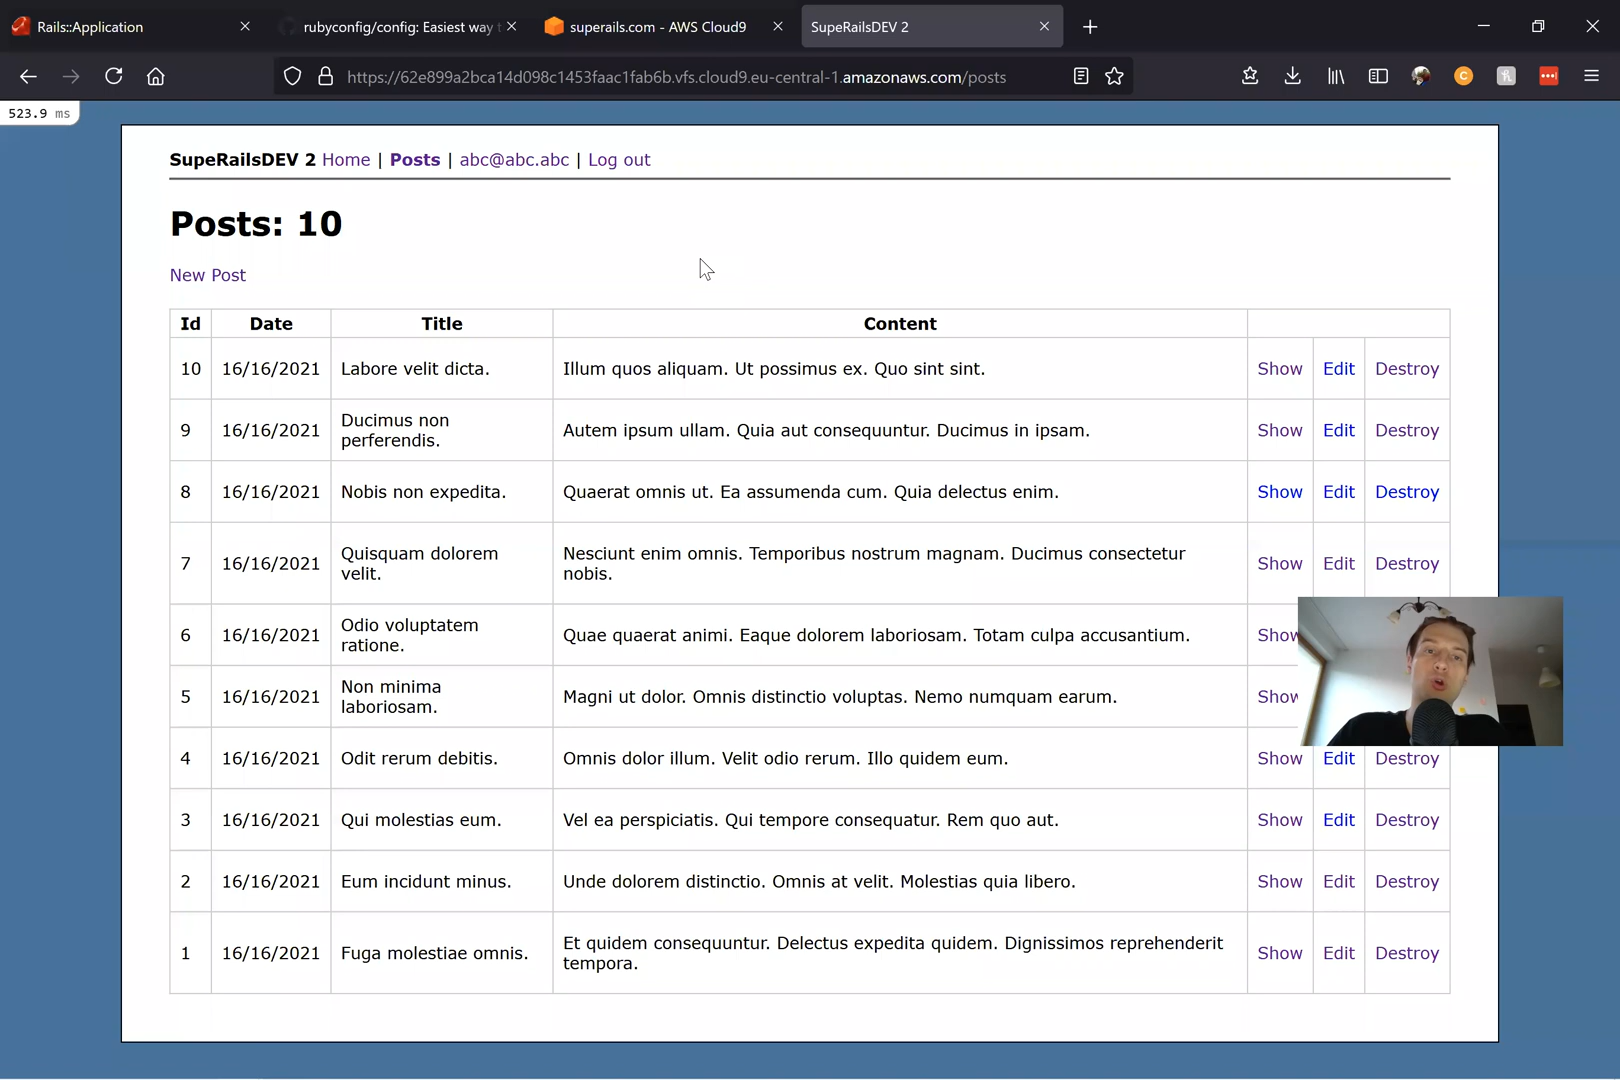 Rails::Application
rubyconfig/config: Easiest way t
superails.com - AWS Cloud9
SupeRailsDEV 2
https://62e899a2bca14d098c1453faac1fab6b.vfs.cloud9.eu-central-1.amazonaws.com/posts
C
523.9 ms
SupeRailsDEV 2 Home | Posts | abc@abc.abc | Log out
Posts: 10
New Post
Id Date Title Content
10 16/16/2021 Labore velit dicta. Illum quos aliquam. Ut possimus ex. Quo sint sint. Show Edit Destroy
9 16/16/2021 Ducimus non perferendis. Autem ipsum ullam. Quia aut consequuntur. Ducimus in ipsam. Show Edit Destroy
8 16/16/2021 Nobis non expedita. Quaerat omnis ut. Ea assumenda cum. Quia delectus enim. Show Edit Destroy
7 16/16/2021 Quisquam dolorem velit. Nesciunt enim omnis. Temporibus nostrum magnam. Ducimus consectetur nobis. Show Edit Destroy
6 16/16/2021 Odio voluptatem ratione. Quae quaerat animi. Eaque dolorem laboriosam. Totam culpa accusantium. Show
5 16/16/2021 Non minima laboriosam. Magni ut dolor. Omnis distinctio voluptas. Nemo numquam earum. Show
4 16/16/2021 Odit rerum debitis. Omnis dolor illum. Velit odio rerum. Illo quidem eum. Show Edit Destroy
3 16/16/2021 Qui molestias eum. Vel ea perspiciatis. Qui tempore consequatur. Rem quo aut. Show Edit Destroy
2 16/16/2021 Eum incidunt minus. Unde dolorem distinctio. Omnis at velit. Molestias quia libero. Show Edit Destroy
1 16/16/2021 Fuga molestiae omnis. Et quidem consequuntur. Delectus expedita quidem. Dignissimos reprehenderit tempora. Show Edit Destroy